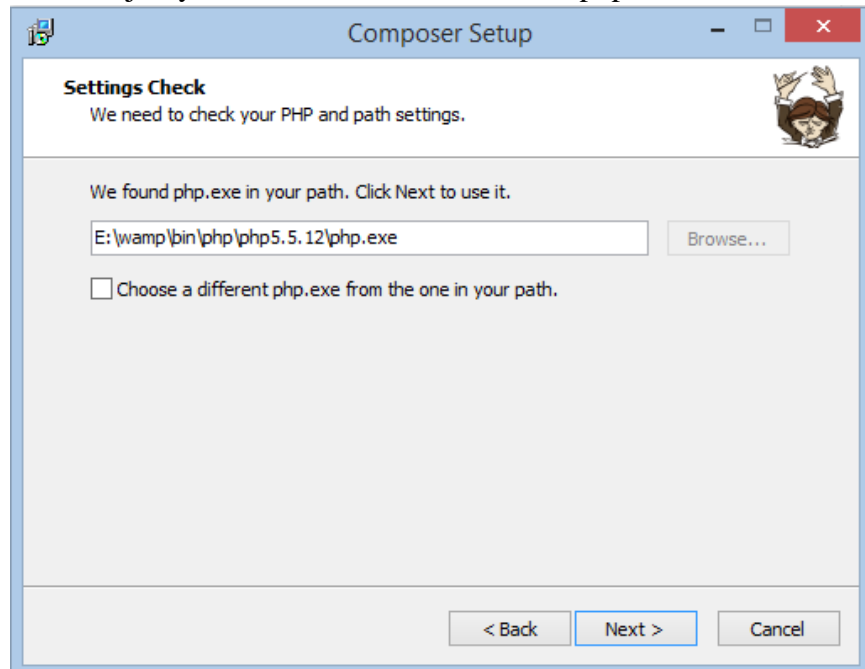 Composer Setup
Settings Check
We need to check your PHP and path settings.
We found php.exe in your path. Click Next to use it.
E:\wamp\bin\php\php5.5.12\php.exe
Browse...
Choose a different php.exe from the one in your path.
< Back Next > Cancel